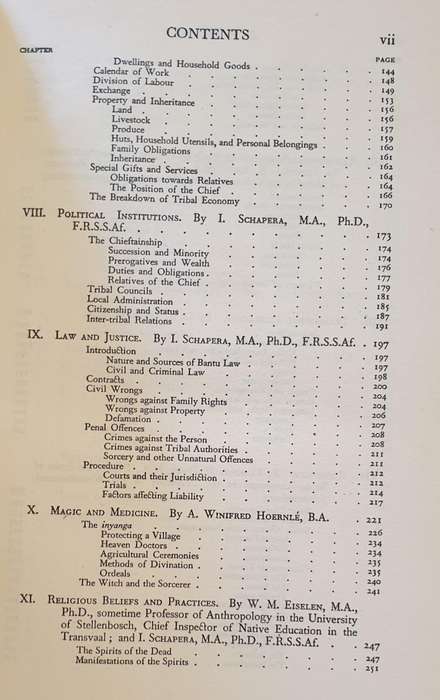 CONTENTS vii
CHAPTER PAGE
Dwellings and Household Goods . . . . . 144
Calendar of Work . . . . . . . 148
Division of Labour . . . . . . . 149
Exchange . . . . . . . . 153
Property and Inheritance . . . . . . 156
Land . . . . . . . . 156
Livestock . . . . . . . 157
Produce . . . . . . . 159
Huts, Household Utensils, and Personal Belongings . . . 160
Family Obligations . . . . . . 161
Inheritance . . . . . . . 162
Special Gifts and Services . . . . . . 164
Obligations towards Relatives . . . . . 164
The Position of the Chief . . . . . 166
The Breakdown of Tribal Economy . . . . . 170
VIII. POLITICAL INSTITUTIONS. By I. SCHAPERA, M.A., Ph.D.,
F.R.S.S.Af. . . . . . . . 173
The Chieftainship . . . . . . . 174
Succession and Minority . . . . . 174
Prerogatives and Wealth . . . . . 176
Duties and Obligations . . . . . . 177
Relatives of the Chief . . . . . . 179
Tribal Councils . . . . . . . 181
Local Administration . . . . . . 185
Citizenship and Status . . . . . . 187
Inter-tribal Relations . . . . . . 191
IX. LAW AND JUSTICE. By I. SCHAPERA, M.A., Ph.D., F.R.S.S.Af. . 197
Introduction . . . . . . . 197
Nature and Sources of Bantu Law . . . . 197
Civil and Criminal Law . . . . . 198
Contracts . . . . . . . 200
Civil Wrongs . . . . . . . 204
Wrongs against Family Rights . . . . 204
Wrongs against Property . . . . . 206
Defamation . . . . . . . 207
Penal Offences . . . . . . . 208
Crimes against the Person . . . . . 208
Crimes against Tribal Authorities . . . . 211
Sorcery and other Unnatural Offences . . . 211
Procedure . . . . . . . 212
Courts and their Jurisdiction . . . . . 212
Trials . . . . . . . 214
Factors affecting Liability . . . . . 217
X. MAGIC AND MEDICINE. By A. WINIFRED HOERNLÉ, B.A. . 221
The inyanga . . . . . . . 226
Protecting a Village . . . . . . 234
Heaven Doctors . . . . . . 234
Agricultural Ceremonies . . . . . 235
Methods of Divination . . . . . . 235
Ordeals . . . . . . . 240
The Witch and the Sorcerer . . . . . . 241
XI. RELIGIOUS BELIEFS AND PRACTICES. By W. M. EISELEN, M.A.,
Ph.D., sometime Professor of Anthropology in the University
of Stellenbosch, Chief Inspector of Native Education in the
Transvaal ; and I. SCHAPERA, M.A., Ph.D., F.R.S.S.Af. . . 247
The Spirits of the Dead . . . . . . 247
Manifestations of the Spirits . . . . . . 251